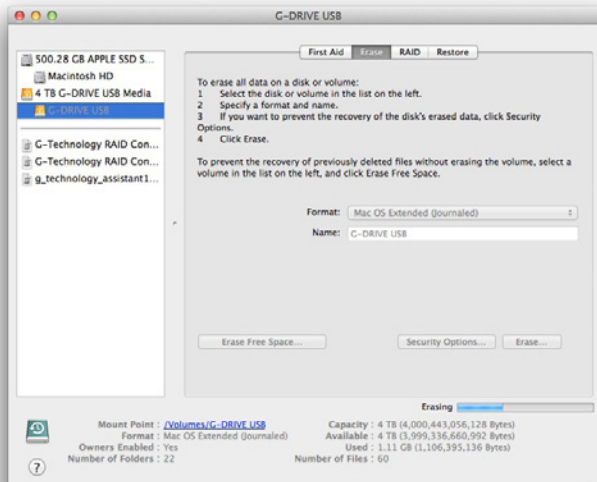 G-DRIVE USB
500.28 GB APPLE SSD S...
Macintosh HD
4 TB G-DRIVE USB Media
G-DRIVE USB
G-Technology RAID Con...
G-Technology RAID Con...
g_technology_assistant1...
First Aid Erase RAID Restore
To erase all data on a disk or volume:
1 Select the disk or volume in the list on the left.
2 Specify a format and name.
3 If you want to prevent the recovery of the disk's erased data, click Security
Options.
4 Click Erase.
To prevent the recovery of previously deleted files without erasing the volume, select a
volume in the list on the left, and click Erase Free Space.
Format: Mac OS Extended (Journaled)
Name: G-DRIVE USB
Erase Free Space... Security Options... Erase...
Erasing
Mount Point : /Volumes/G-DRIVE USB
Format : Mac OS Extended (Journaled)
Owners Enabled : Yes
Number of Folders : 22
Capacity : 4 TB (4,000,443,056,128 Bytes)
Available : 4 TB (3,999,336,660,992 Bytes)
Used : 1.11 GB (1,106,395,136 Bytes)
Number of Files : 60
?